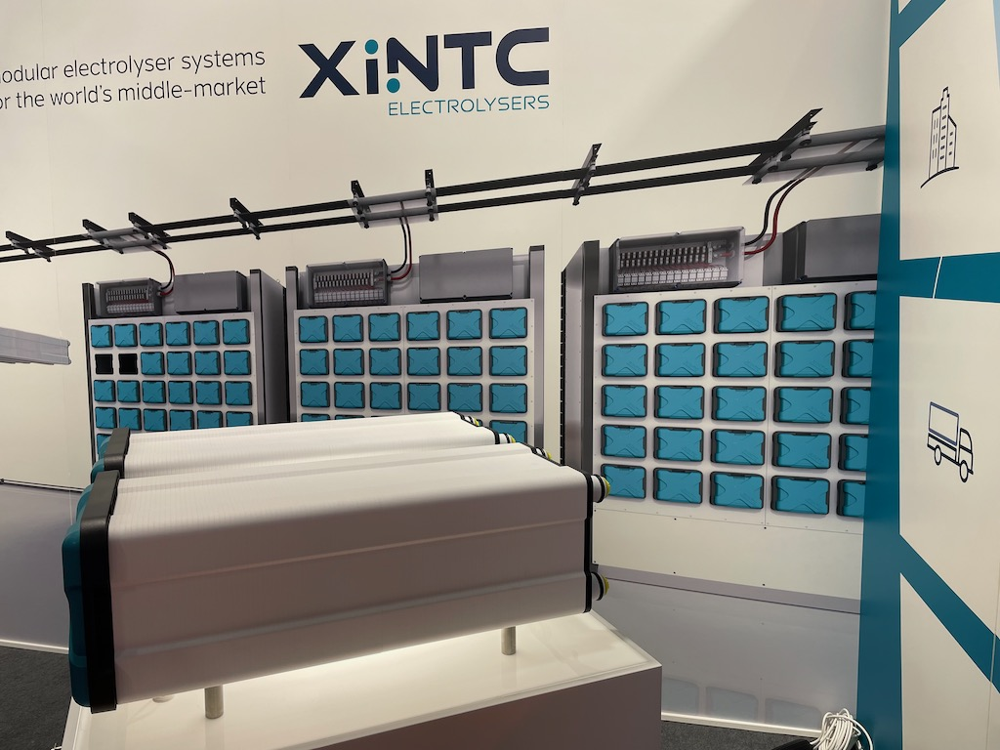 odular electrolyser systems
or the world's middle-market
XiNTC
ELECTROLYSERS